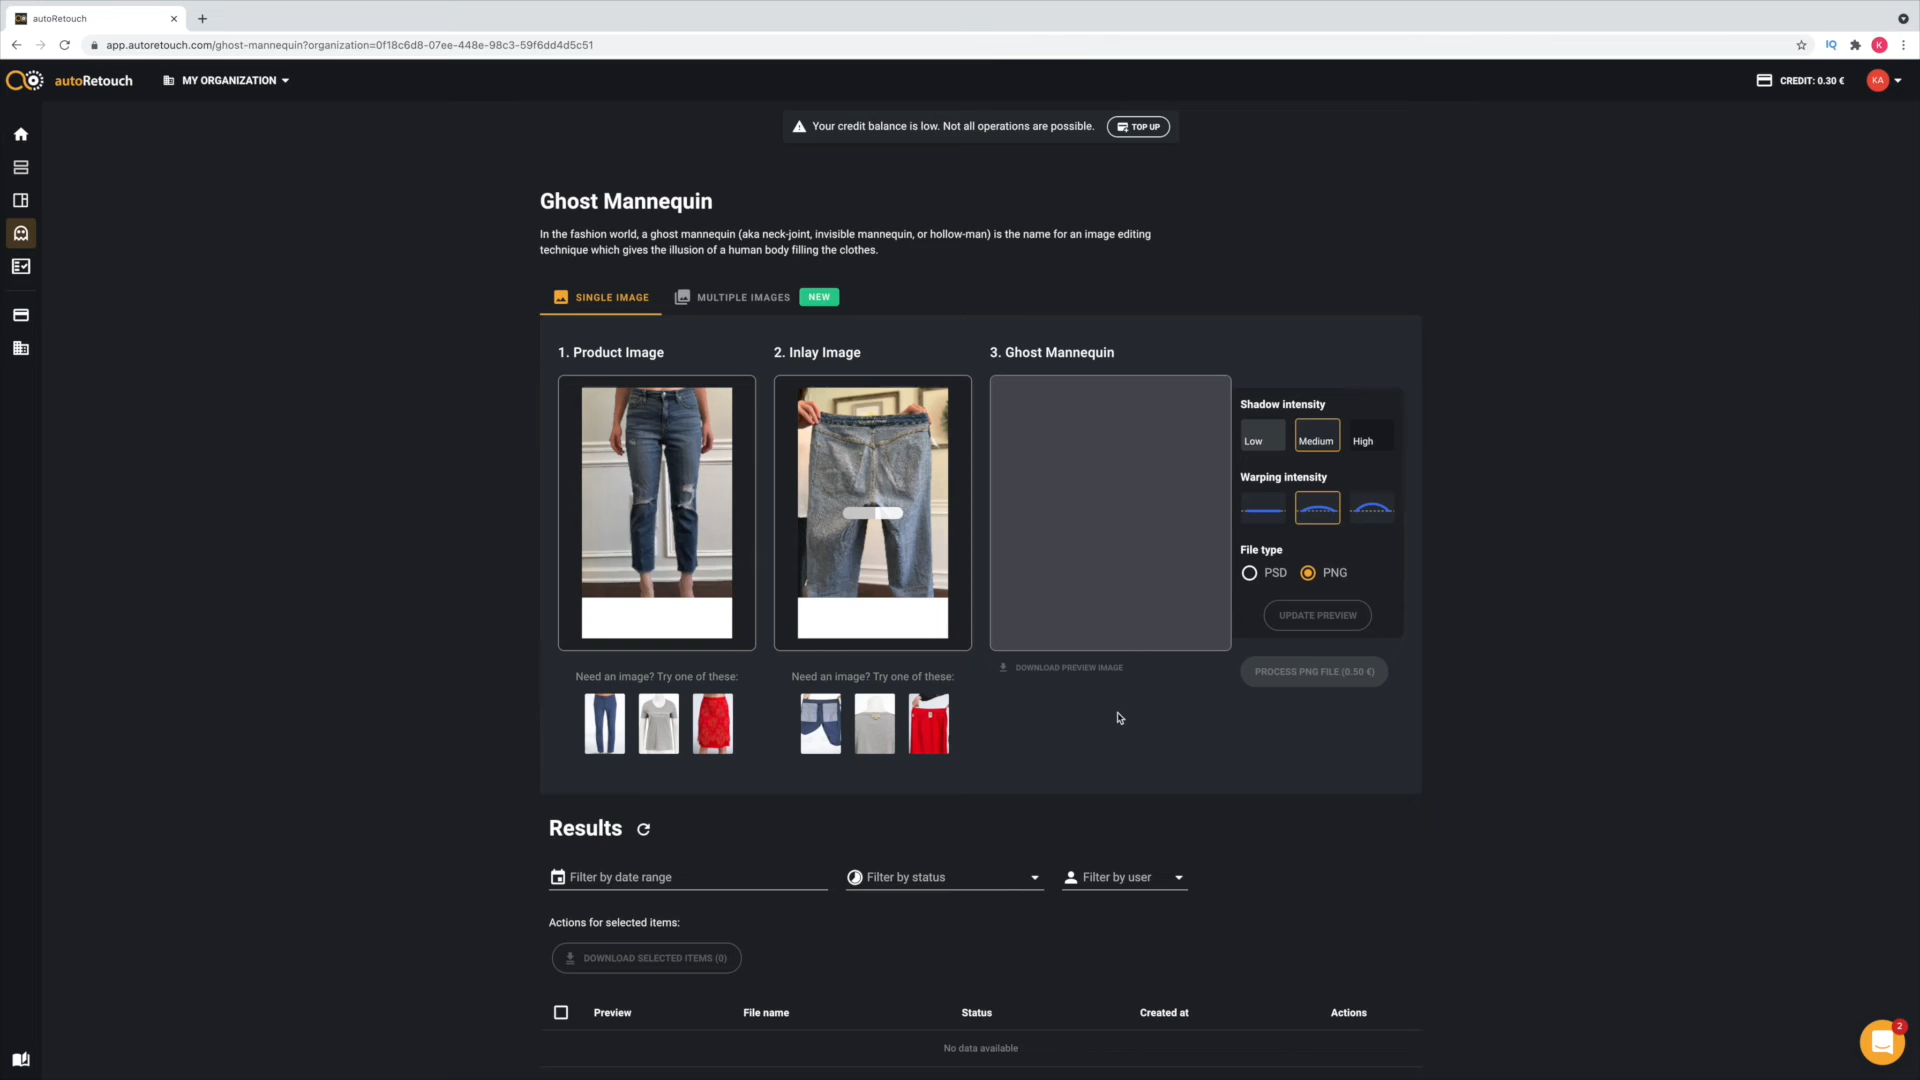 autoRetouch
app.autoretouch.com/ghost-mannequin?organization=0f18c6d8-07ee-448e-98c3-59f6dd4d5c51
IQ
K
autoRetouch
MY ORGANIZATION
CREDIT: 0.30 €
KA
Your credit balance is low. Not all operations are possible.
TOP UP
Ghost Mannequin
In the fashion world, a ghost mannequin (aka neck-joint, invisible mannequin, or hollow-man) is the name for an image editing
technique which gives the illusion of a human body filling the clothes.
SINGLE IMAGE
MULTIPLE IMAGES
NEW
1. Product Image
2. Inlay Image
3. Ghost Mannequin
Shadow intensity
Low
Medium
High
Warping intensity
File type
PSD
PNG
UPDATE PREVIEW
DOWNLOAD PREVIEW IMAGE
PROCESS PNG FILE (0.50 €)
Need an image? Try one of these:
Need an image? Try one of these:
Results
Filter by date range
Filter by status
Filter by user
Actions for selected items:
DOWNLOAD SELECTED ITEMS (0)
Preview
File name
Status
Created at
Actions
No data available
2